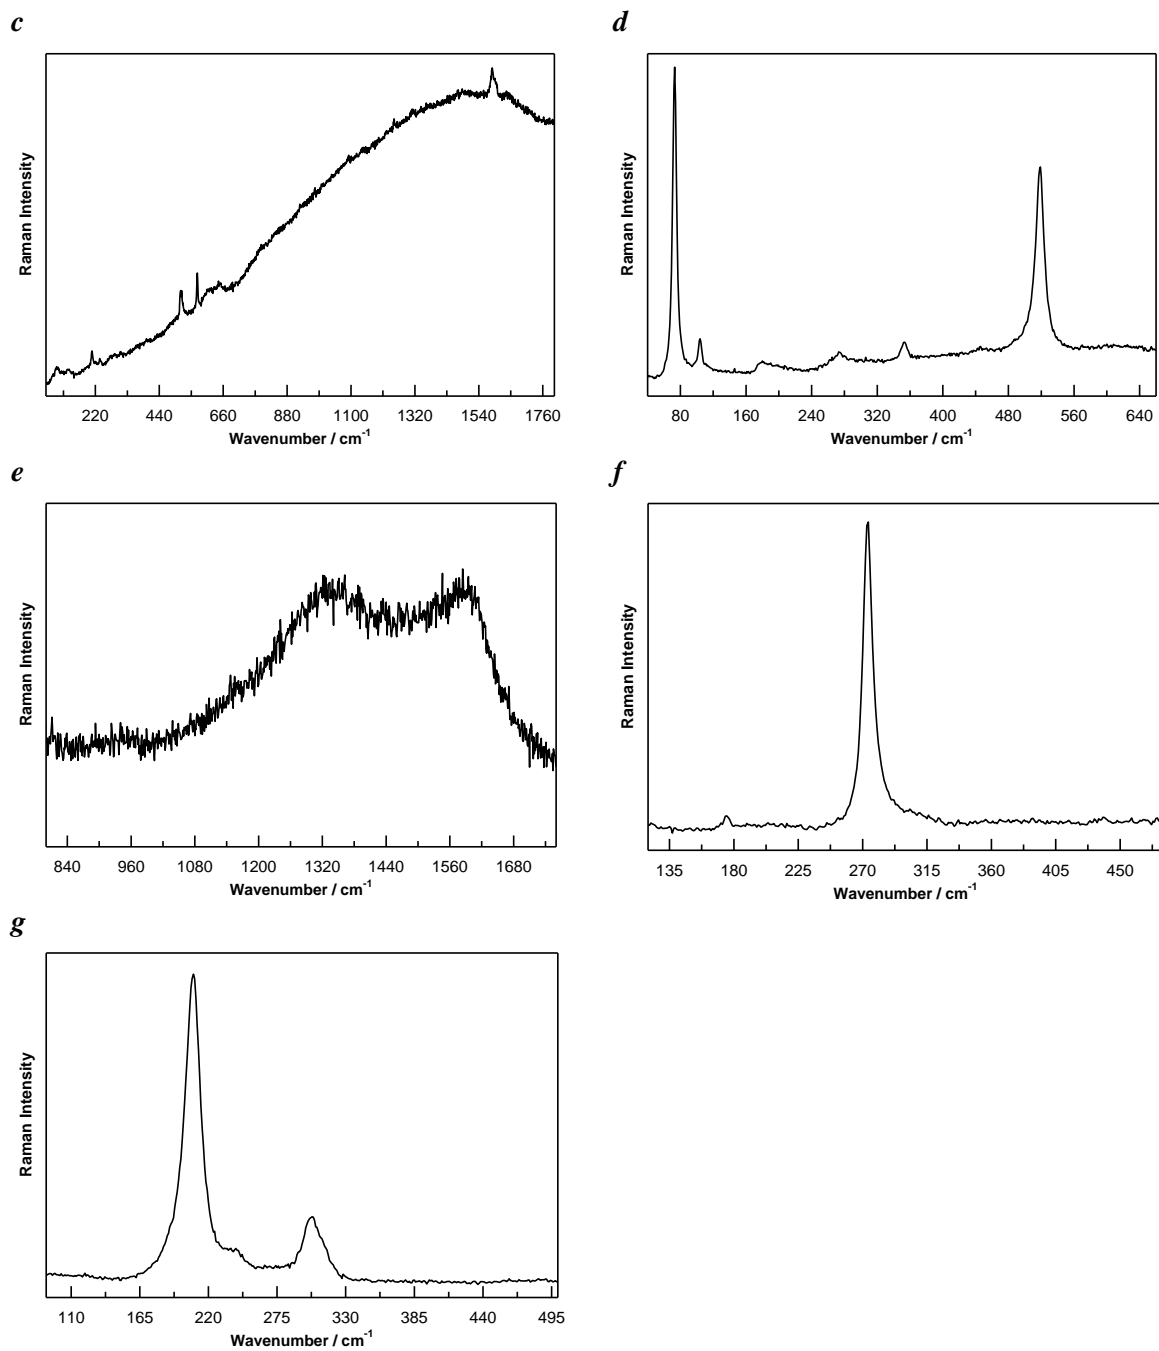 c
Raman Intensity
220 440 660 880 1100 1320 1540 1760
Wavenumber / cm-1
d
Raman Intensity
80 160 240 320 400 480 560 640
Wavenumber / cm-1
e
Raman Intensity
840 960 1080 1200 1320 1440 1560 1680
Wavenumber / cm-1
f
Raman Intensity
135 180 225 270 315 360 405 450
Wavenumber / cm-1
g
Raman Intensity
110 165 220 275 330 385 440 495
Wavenumber / cm-1